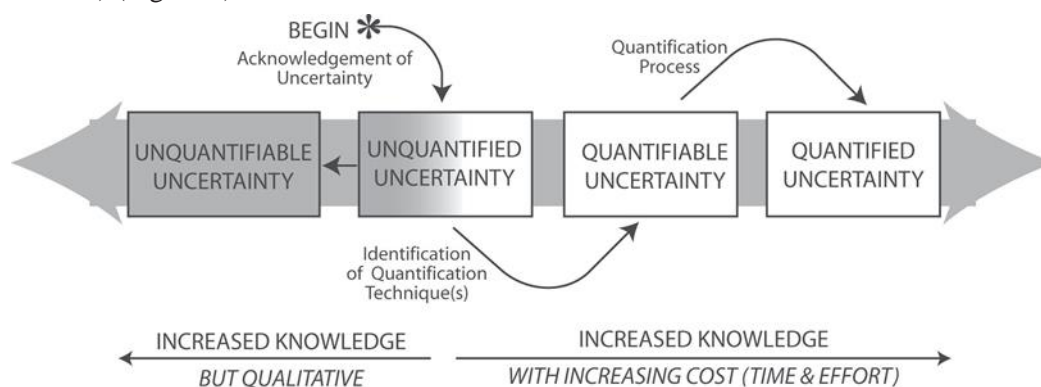 BEGIN *
Acknowledgement of
Uncertainty
Quantification
Process
UNQUANTIFIABLE
UNCERTAINTY
UNQUANTIFIED
UNCERTAINTY
QUANTIFIABLE
UNCERTAINTY
QUANTIFIED
UNCERTAINTY
Identification
of Quantification
Technique(s)
INCREASED KNOWLEDGE
BUT QUALITATIVE
INCREASED KNOWLEDGE
WITH INCREASING COST (TIME & EFFORT)